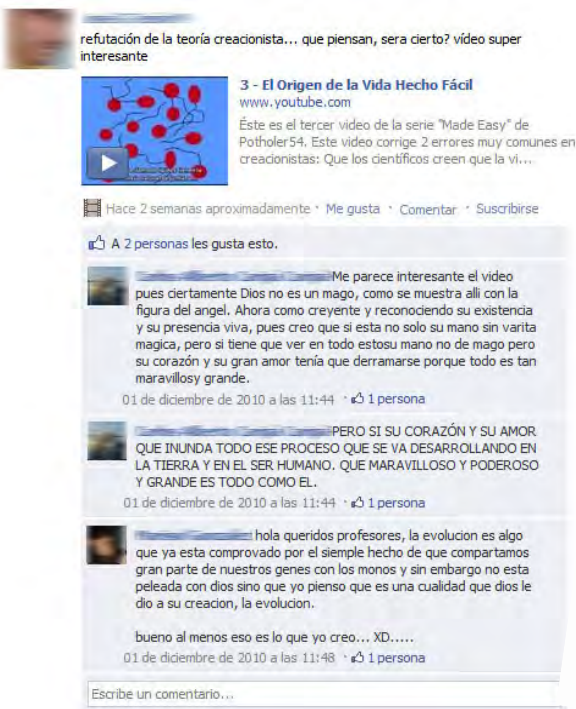 refutación de la teoría creacionista... que piensan, sera cierto? vídeo super
interesante
3 - El Origen de la Vida Hecho Fácil
www.youtube.com
Éste es el tercer video de la serie "Made Easy" de
Potholer54. Este video corrige 2 errores muy comunes en
creacionistas: Que los científicos creen que la vi...
Hace 2 semanas aproximadamente · Me gusta · Comentar · Suscribirse
A 2 personas les gusta esto.
Me parece interesante el video
pues ciertamente Dios no es un mago, como se muestra alli con la
figura del angel. Ahora como creyente y reconociendo su existencia
y su presencia viva, pues creo que si esta no solo su mano sin varita
magica, pero si tiene que ver en todo estosu mano no de mago pero
su corazón y su gran amor tenía que derramarse porque todo es tan
maravillosy grande.
01 de diciembre de 2010 a las 11:44 · 1 persona
PERO SI SU CORAZÓN Y SU AMOR
QUE INUNDA TODO ESE PROCESO QUE SE VA DESARROLLANDO EN
LA TIERRA Y EN EL SER HUMANO. QUE MARAVILLOSO Y PODEROSO
Y GRANDE ES TODO COMO EL.
01 de diciembre de 2010 a las 11:44 · 1 persona
hola queridos profesores, la evolucion es algo
que ya esta comprovado por el siemple hecho de que compartamos
gran parte de nuestros genes con los monos y sin embargo no esta
peleada con dios sino que yo pienso que es una cualidad que dios le
dio a su creacion, la evolucion.
bueno al menos eso es lo que yo creo... XD.....
01 de diciembre de 2010 a las 11:48 · 1 persona
Escribe un comentario...